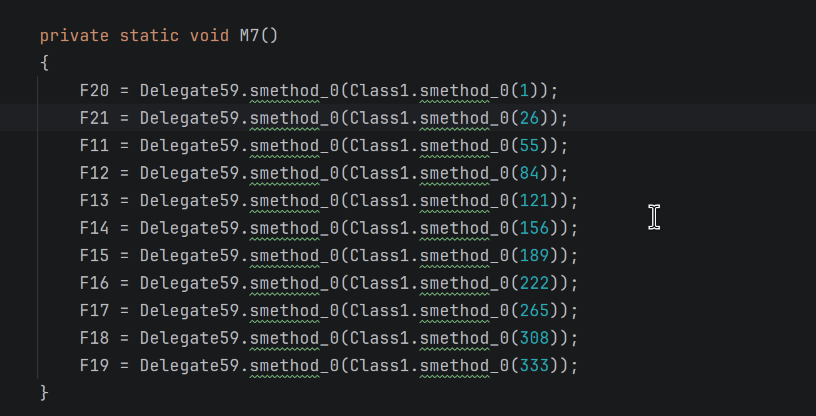 private static void M7()
{
F20 = Delegate59.smethod_0(Class1.smethod_0(1));
F21 = Delegate59.smethod_0(Class1.smethod_0(26));
F11 = Delegate59.smethod_0(Class1.smethod_0(55));
F12 = Delegate59.smethod_0(Class1.smethod_0(84));
F13 = Delegate59.smethod_0(Class1.smethod_0(121));
F14 = Delegate59.smethod_0(Class1.smethod_0(156));
F15 = Delegate59.smethod_0(Class1.smethod_0(189));
F16 = Delegate59.smethod_0(Class1.smethod_0(222));
F17 = Delegate59.smethod_0(Class1.smethod_0(265));
F18 = Delegate59.smethod_0(Class1.smethod_0(308));
F19 = Delegate59.smethod_0(Class1.smethod_0(333));
}